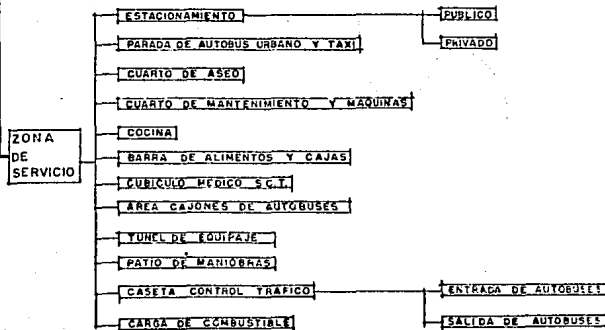 ESTACIONAMIENTO
PUBLICO
PRIVADO
PARADA DE AUTOBUS URBANO Y TAXI
CUARTO DE ASEO
CUARTO DE MANTENIMIENTO Y MAQUINAS
COCINA
ZONA
DE
SERVICIO
BARRA DE ALIMENTOS Y CAJAS
CUBICULO MEDICO S.C.T.
AREA CAJONES DE AUTOBUSES
TUNEL DE EQUIPAJE
PATIO DE MANIOBRAS
CASETA CONTROL TRAFICO
ENTRADA DE AUTOBUSES
SALIDA DE AUTOBUSES
CARGA DE COMBUSTIBLE